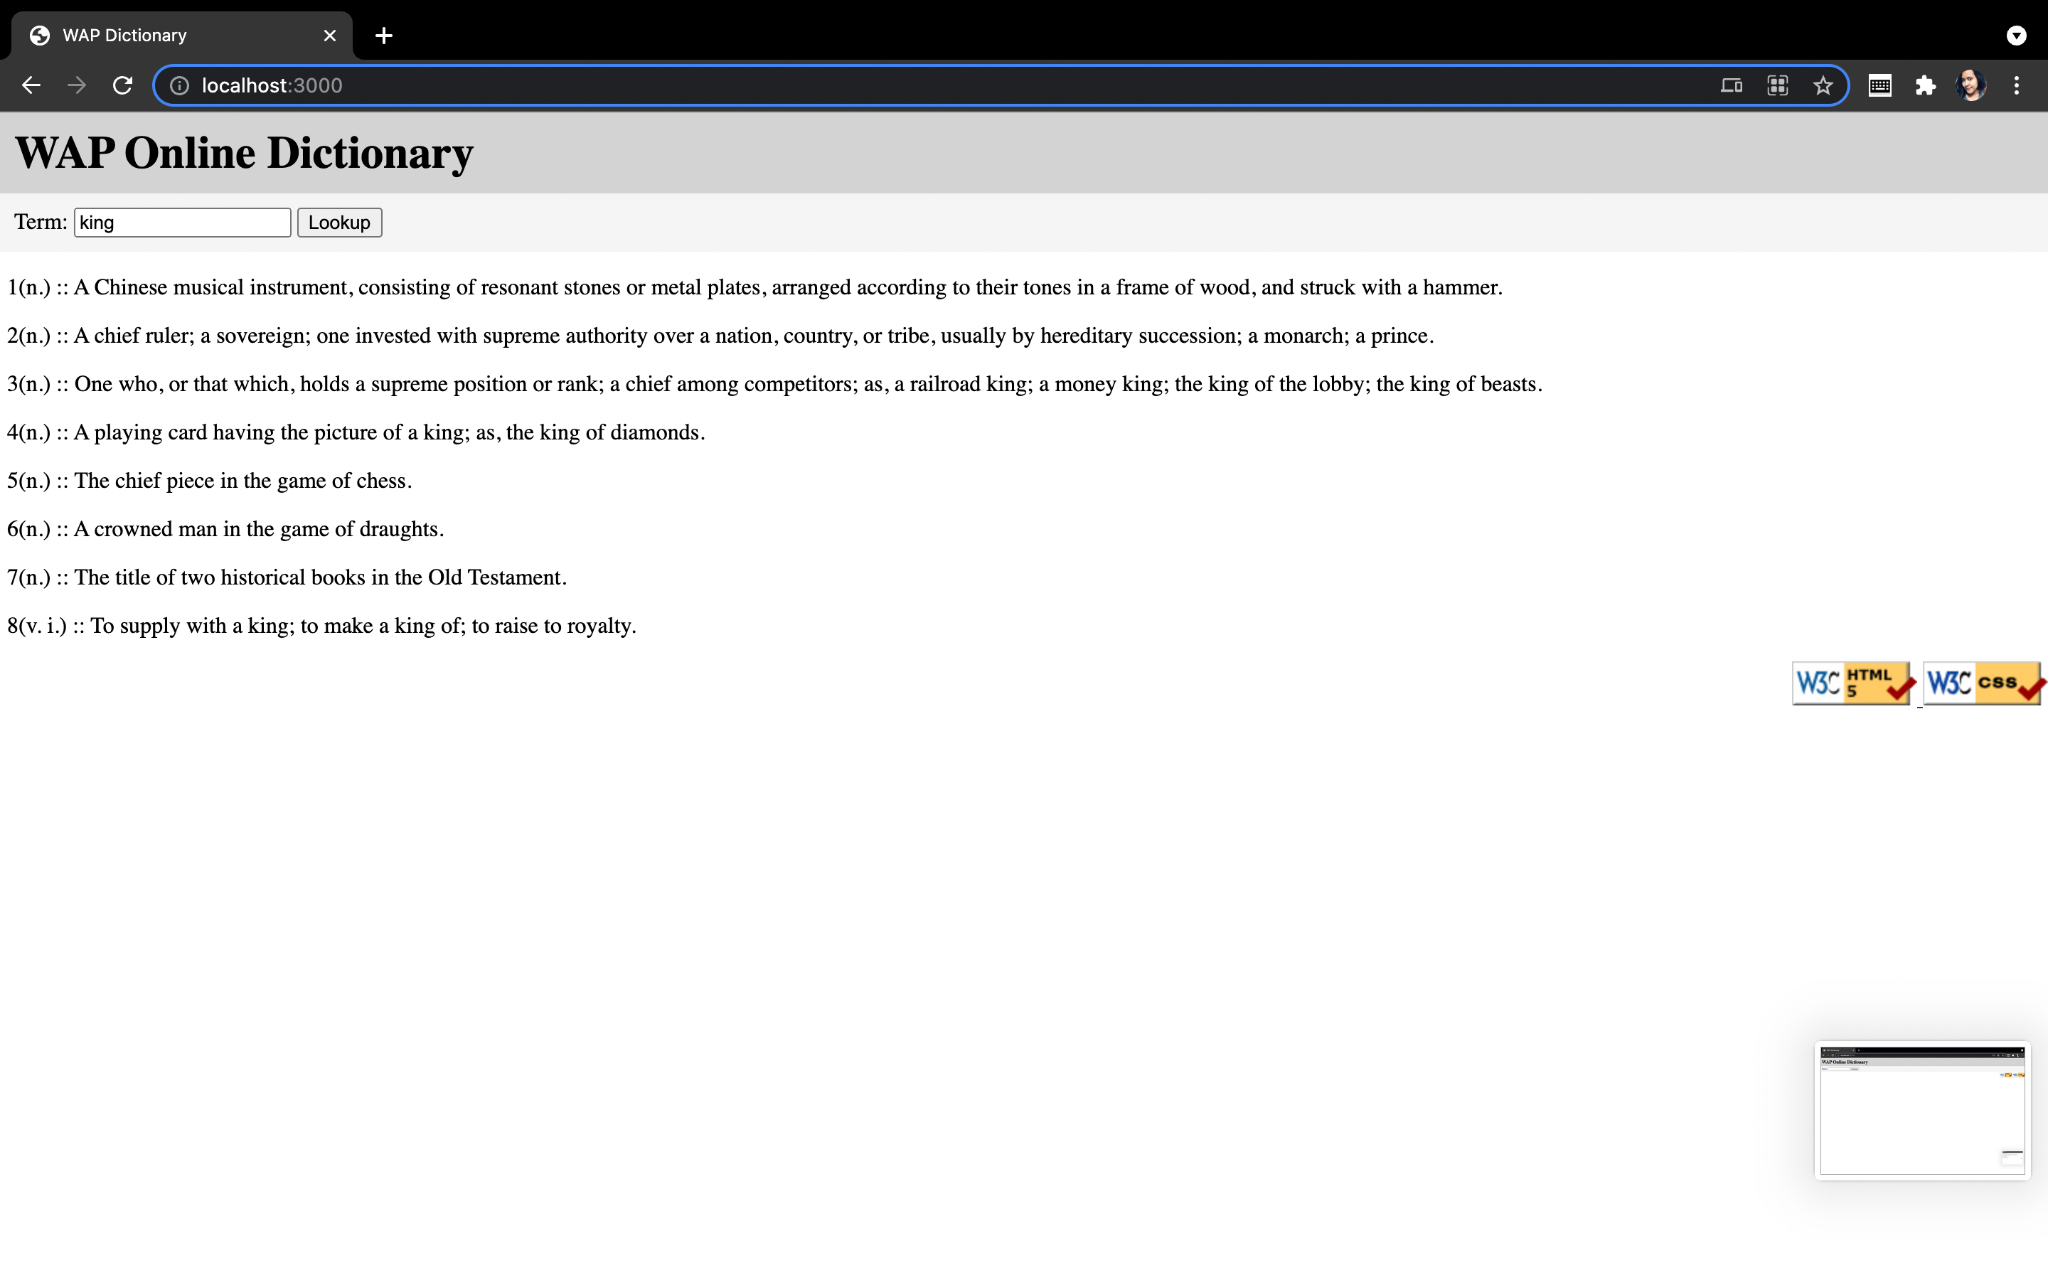 WAP Dictionary
localhost:3000
WAP Online Dictionary
Term: king Lookup
1(n.) :: A Chinese musical instrument, consisting of resonant stones or metal plates, arranged according to their tones in a frame of wood, and struck with a hammer.
2(n.) :: A chief ruler; a sovereign; one invested with supreme authority over a nation, country, or tribe, usually by hereditary succession; a monarch; a prince.
3(n.) :: One who, or that which, holds a supreme position or rank; a chief among competitors; as, a railroad king; a money king; the king of the lobby; the king of beasts.
4(n.) :: A playing card having the picture of a king; as, the king of diamonds.
5(n.) :: The chief piece in the game of chess.
6(n.) :: A crowned man in the game of draughts.
7(n.) :: The title of two historical books in the Old Testament.
8(v. i.) :: To supply with a king; to make a king of; to raise to royalty.
W3C HTML 5 W3C CSS
WAP Online Dictionary